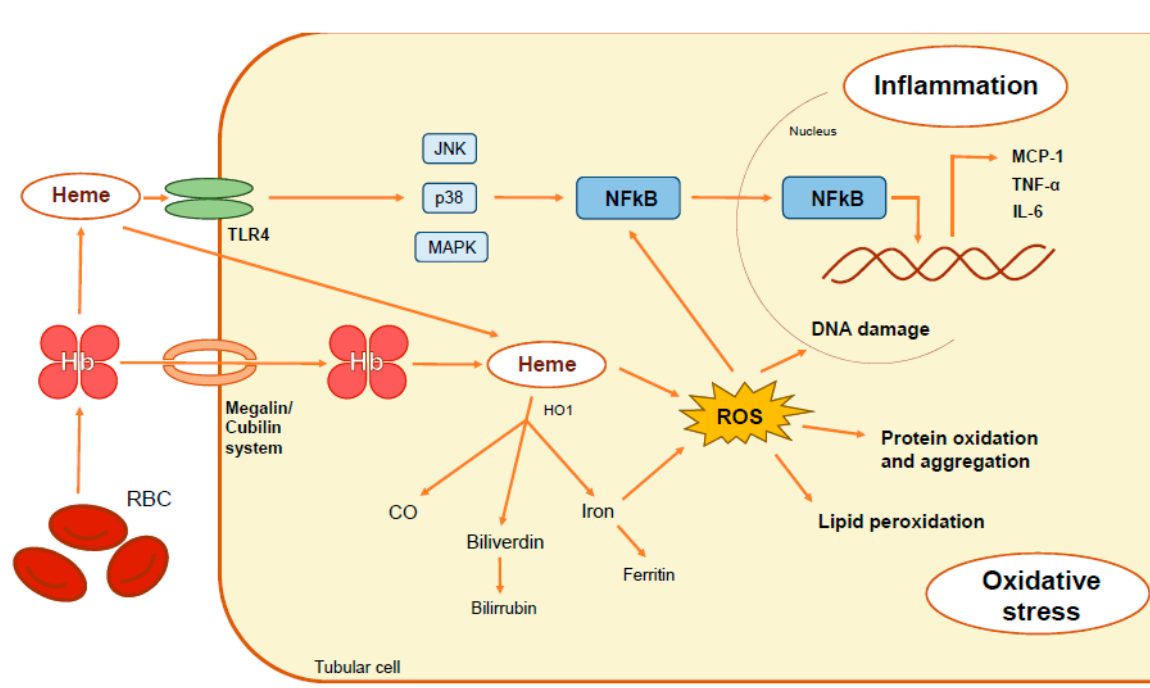 Inflammation
Nucleus
JNK
MCP-1
TNF-α
IL-6
Heme
p38
NFkB
NFkB
TLR4
MAPK
DNA damage
Hb
Hb
Heme
Megalin/
Cubilin
system
HO1
ROS
Protein oxidation
and aggregation
RBC
CO
Iron
Biliverdin
Lipid peroxidation
Ferritin
Bilirrubin
Oxidative
stress
Tubular cell